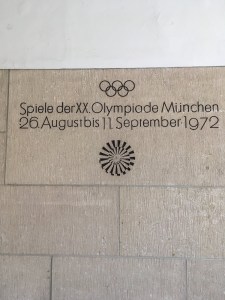 Spiele der XX. Olympiade München
26. August bis 11. September 1972